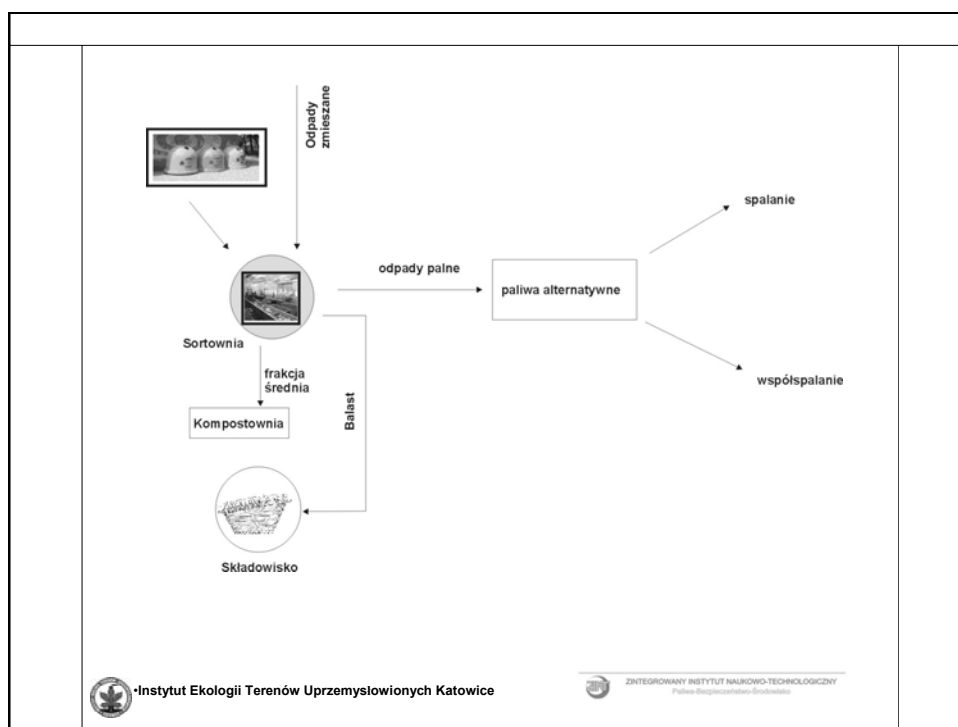 Odpady
zmieszane
spalanie
odpady palne
paliwa alternatywne
Sortownia
frakcja
średnia
Balast
współspalanie
Kompostownia
Składowisko
•Instytut Ekologii Terenów Uprzemysłowionych Katowice
ZINTEGROWANY INSTYTUT NAUKOWO-TECHNOLOGICZNY
Paliwa-Bezpieczeństwo-Środowisko